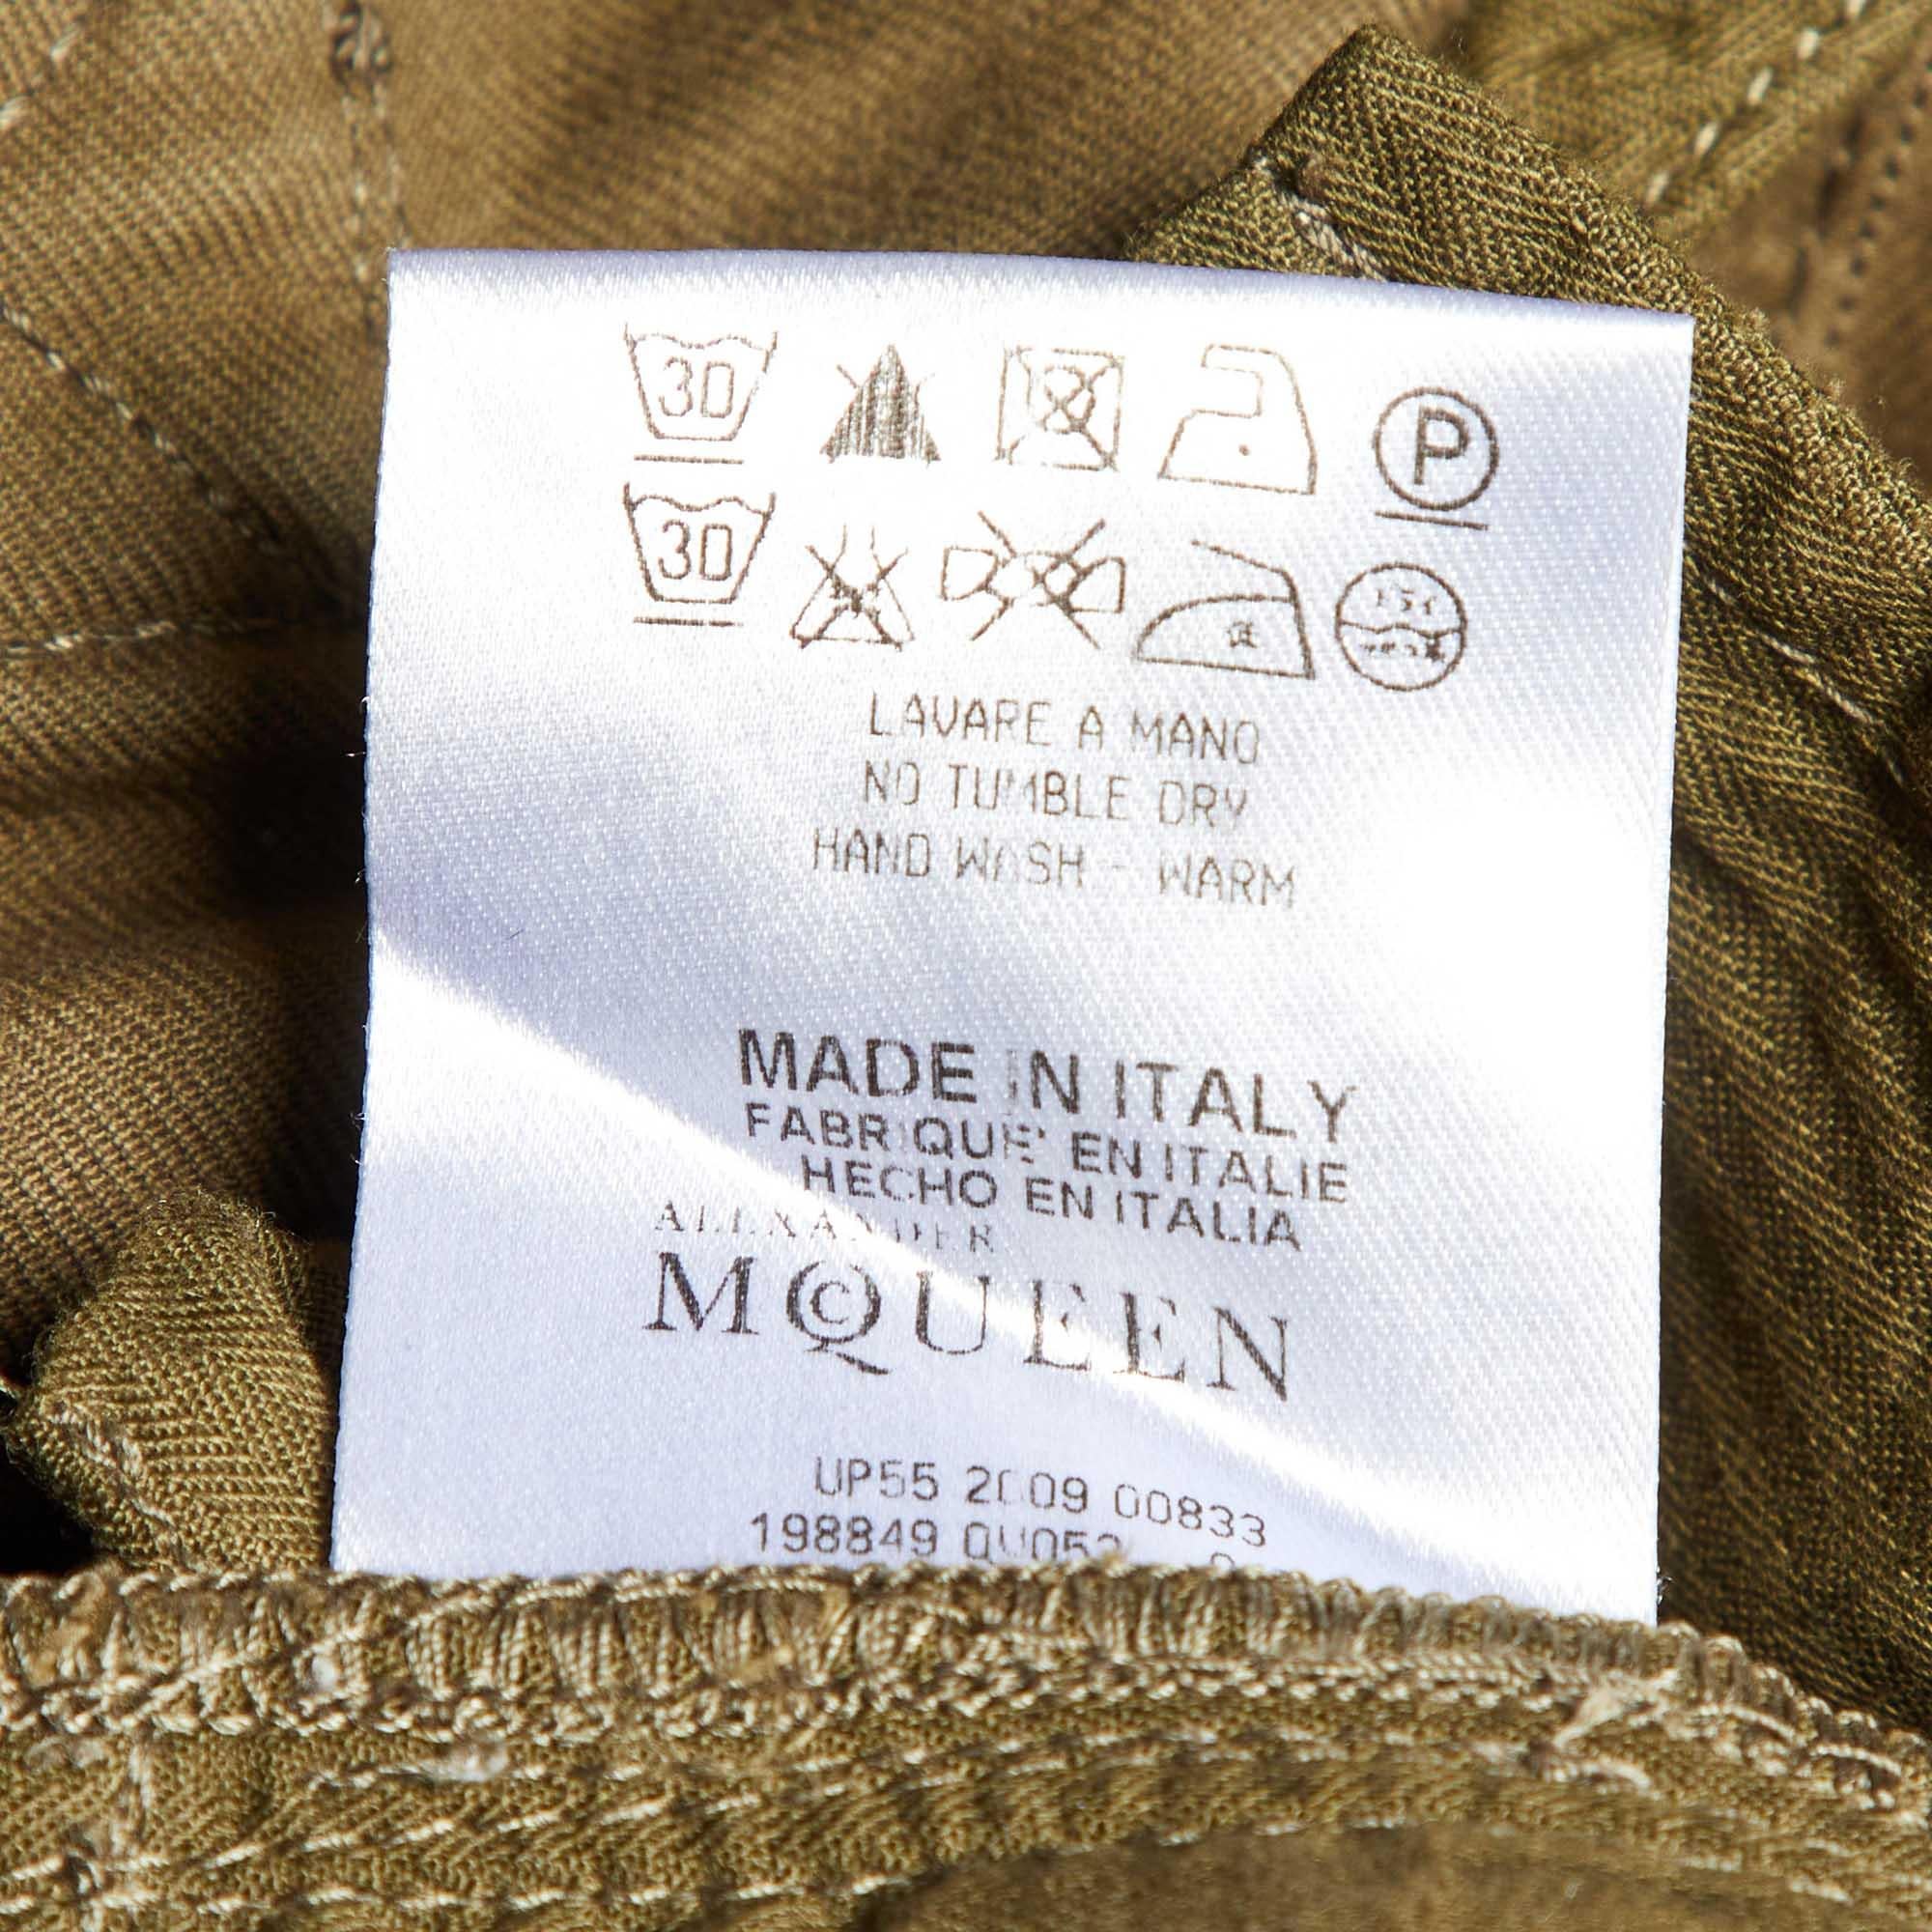 30 P
30
LAVARE A MANO
NO TUMBLE DRY
HAND WASH - WARM
MADE IN ITALY
FABRIQUE' EN ITALIE
HECHO EN ITALIA
ALEXANDER
MCQUEEN
UP55 2009 00833
198849